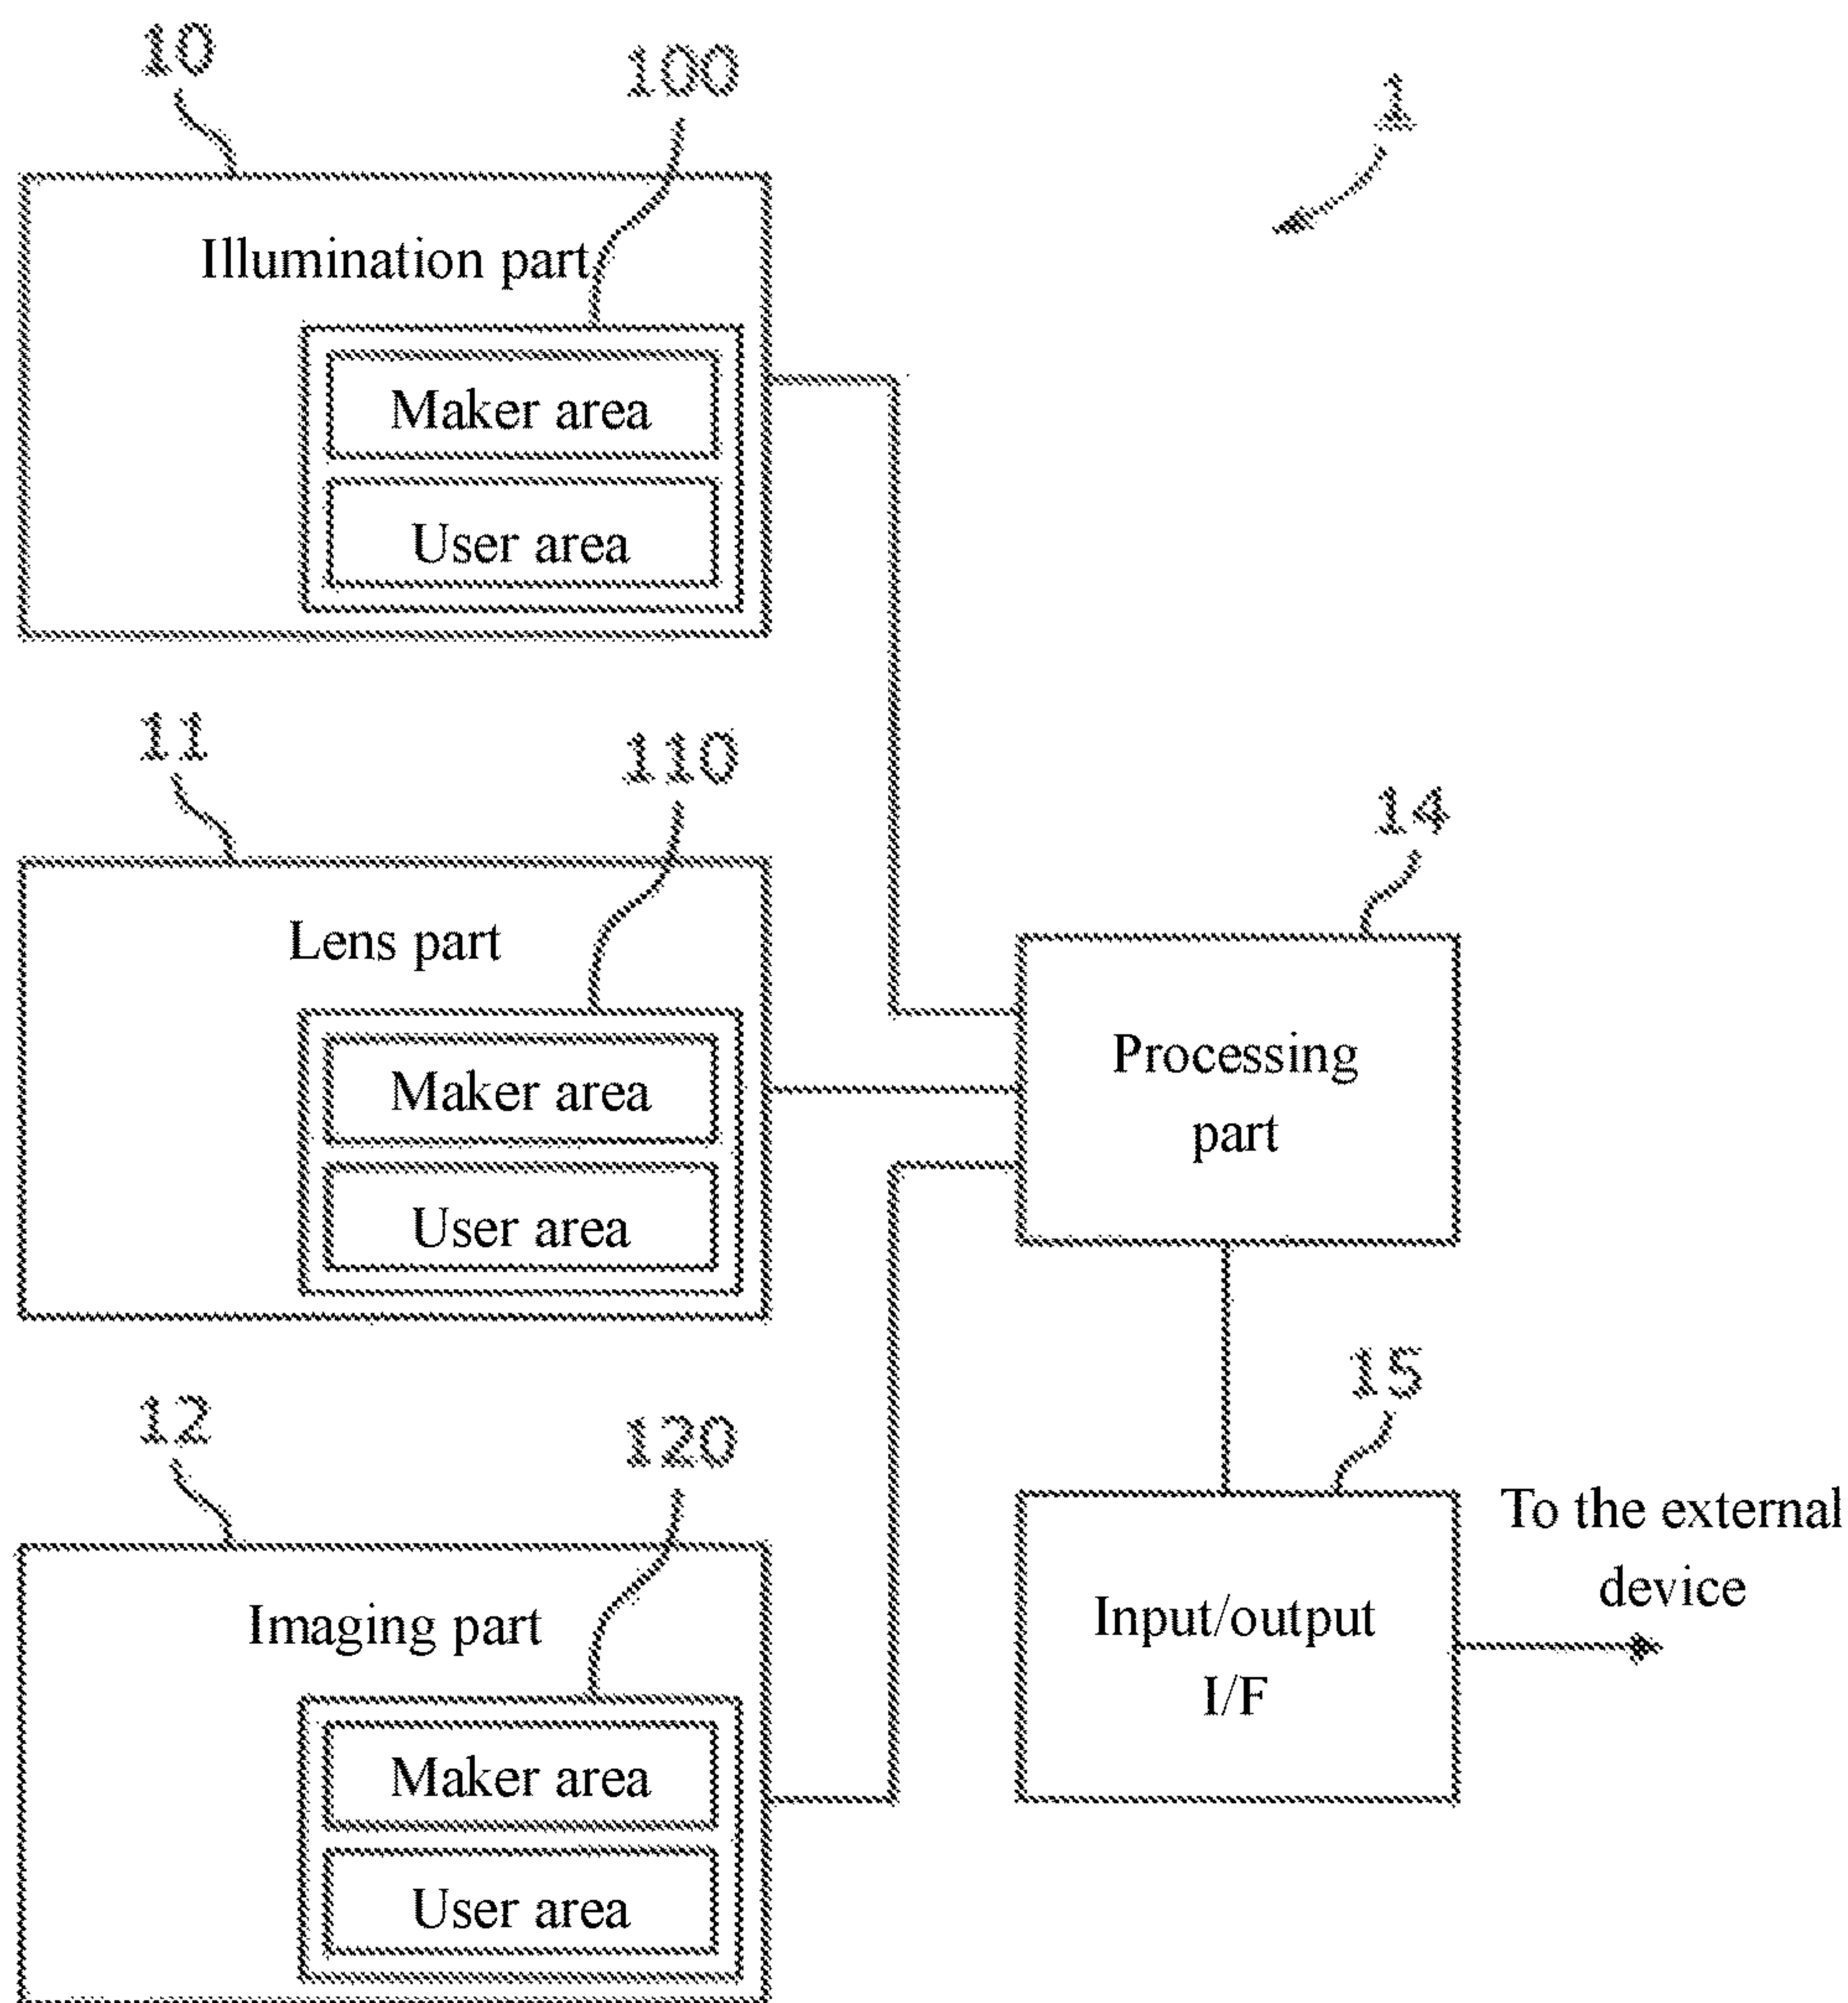 10
100
1
Illumination part
Maker area
User area
11
110
14
Lens part
Maker area
User area
Processing
part
12
120
15
Imaging part
Maker area
User area
Input/output
I/F
To the external
device